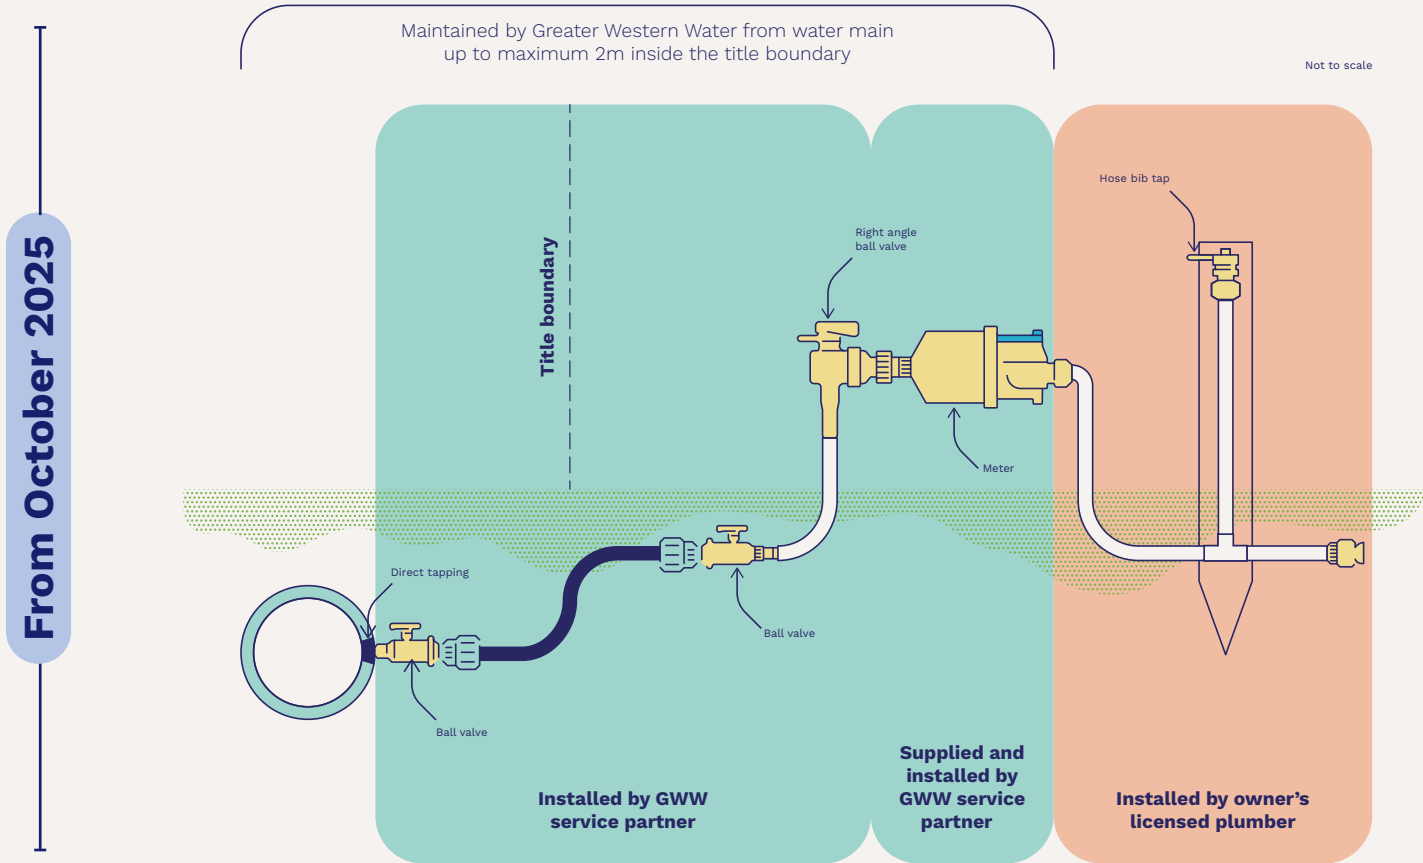 From October 2025
Maintained by Greater Western Water from water main
up to maximum 2m inside the title boundary
Not to scale
Title boundary
Hose bib tap
Right angle
ball valve
Meter
Direct tapping
Ball valve
Ball valve
Installed by GWW
service partner
Supplied and
installed by
GWW service
partner
Installed by owner’s
licensed plumber